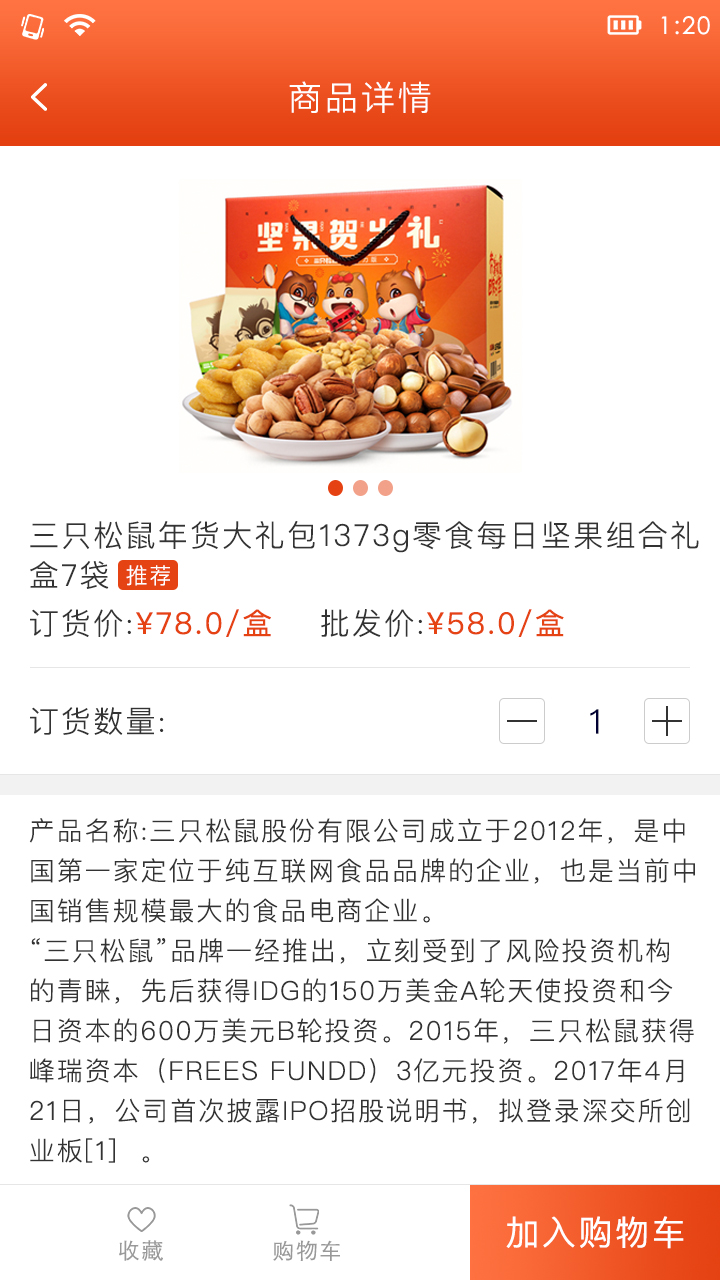 1:20
商品详情
坚果贺岁礼
三只松鼠年货大礼包1373g零食每日坚果组合礼
盒7袋 推荐
订货价:¥78.0/盒 批发价:¥58.0/盒
订货数量: 1
产品名称:三只松鼠股份有限公司成立于2012年，是中
国第一家定位于纯互联网食品品牌的企业，也是当前中
国销售规模最大的食品电商企业。
“三只松鼠”品牌一经推出，立刻受到了风险投资机构
的青睐，先后获得IDG的150万美金A轮天使投资和今
日资本的600万美元B轮投资。2015年，三只松鼠获得
峰瑞资本（FREES FUNDD）3亿元投资。2017年4月
21日，公司首次披露IPO招股说明书，拟登录深交所创
业板[1] 。
收藏 购物车 加入购物车